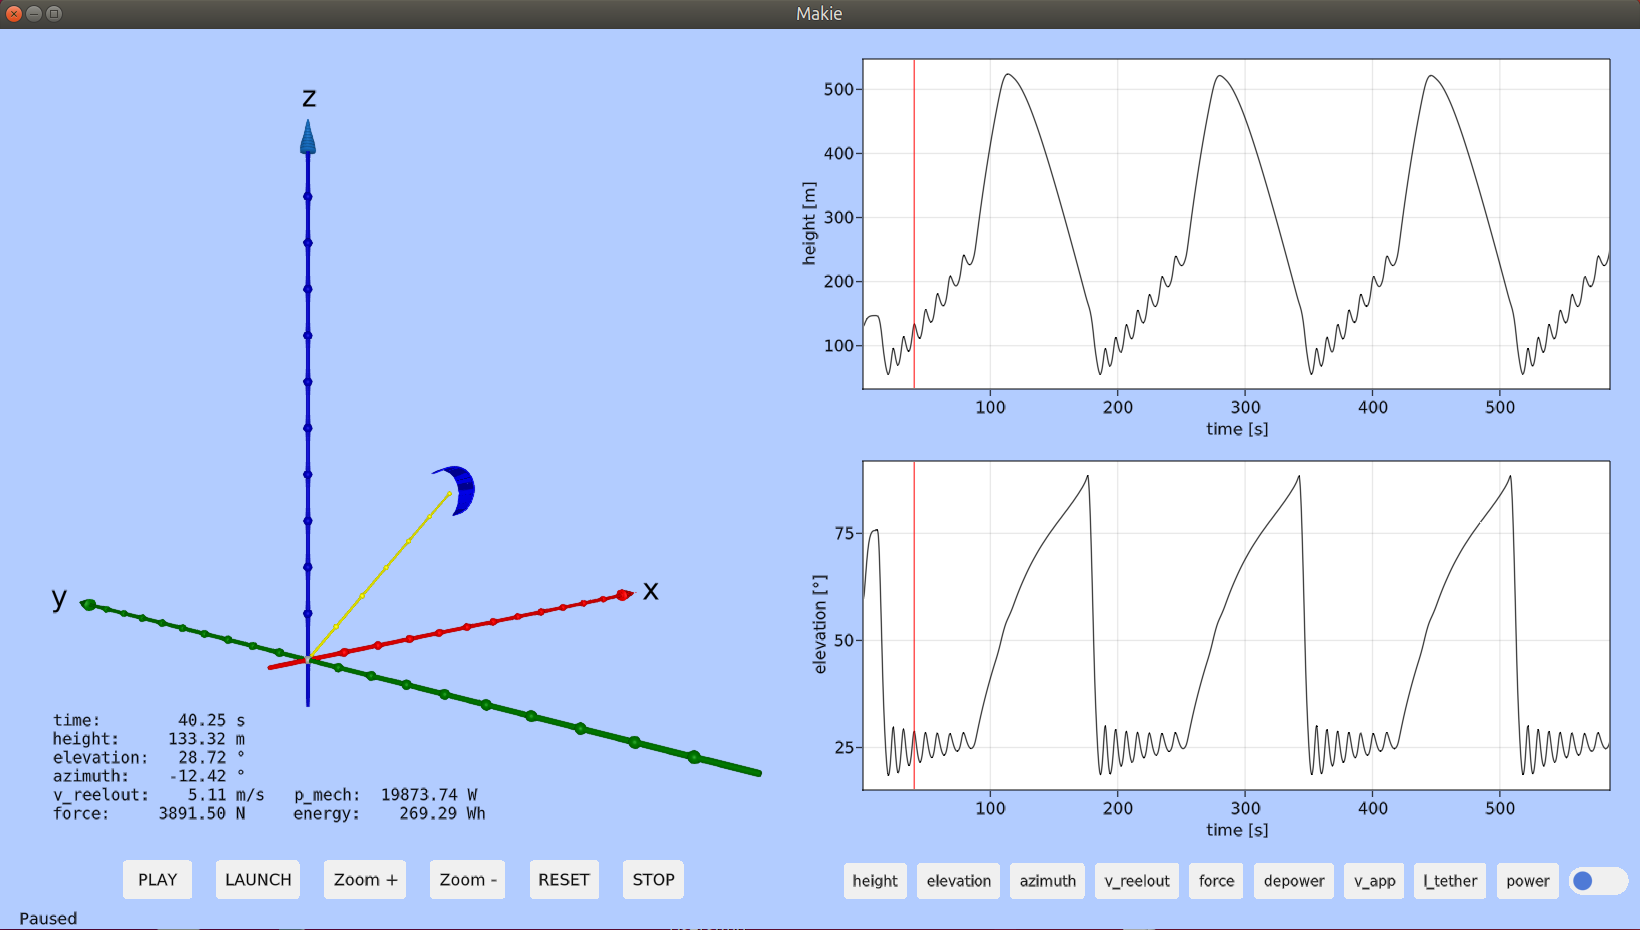 Makie
z
y
x
time: 40.25 s
height: 133.32 m
elevation: 28.72 °
azimuth: -12.42 °
v_reelout: 5.11 m/s p_mech: 19873.74 W
force: 3891.50 N energy: 269.29 Wh
PLAY LAUNCH Zoom + Zoom - RESET STOP
Paused
height [m]
500
400
300
200
100
100 200 300 400 500
time [s]
elevation [°]
75
50
25
100 200 300 400 500
time [s]
height elevation azimuth v_reelout force depower v_app l_tether power